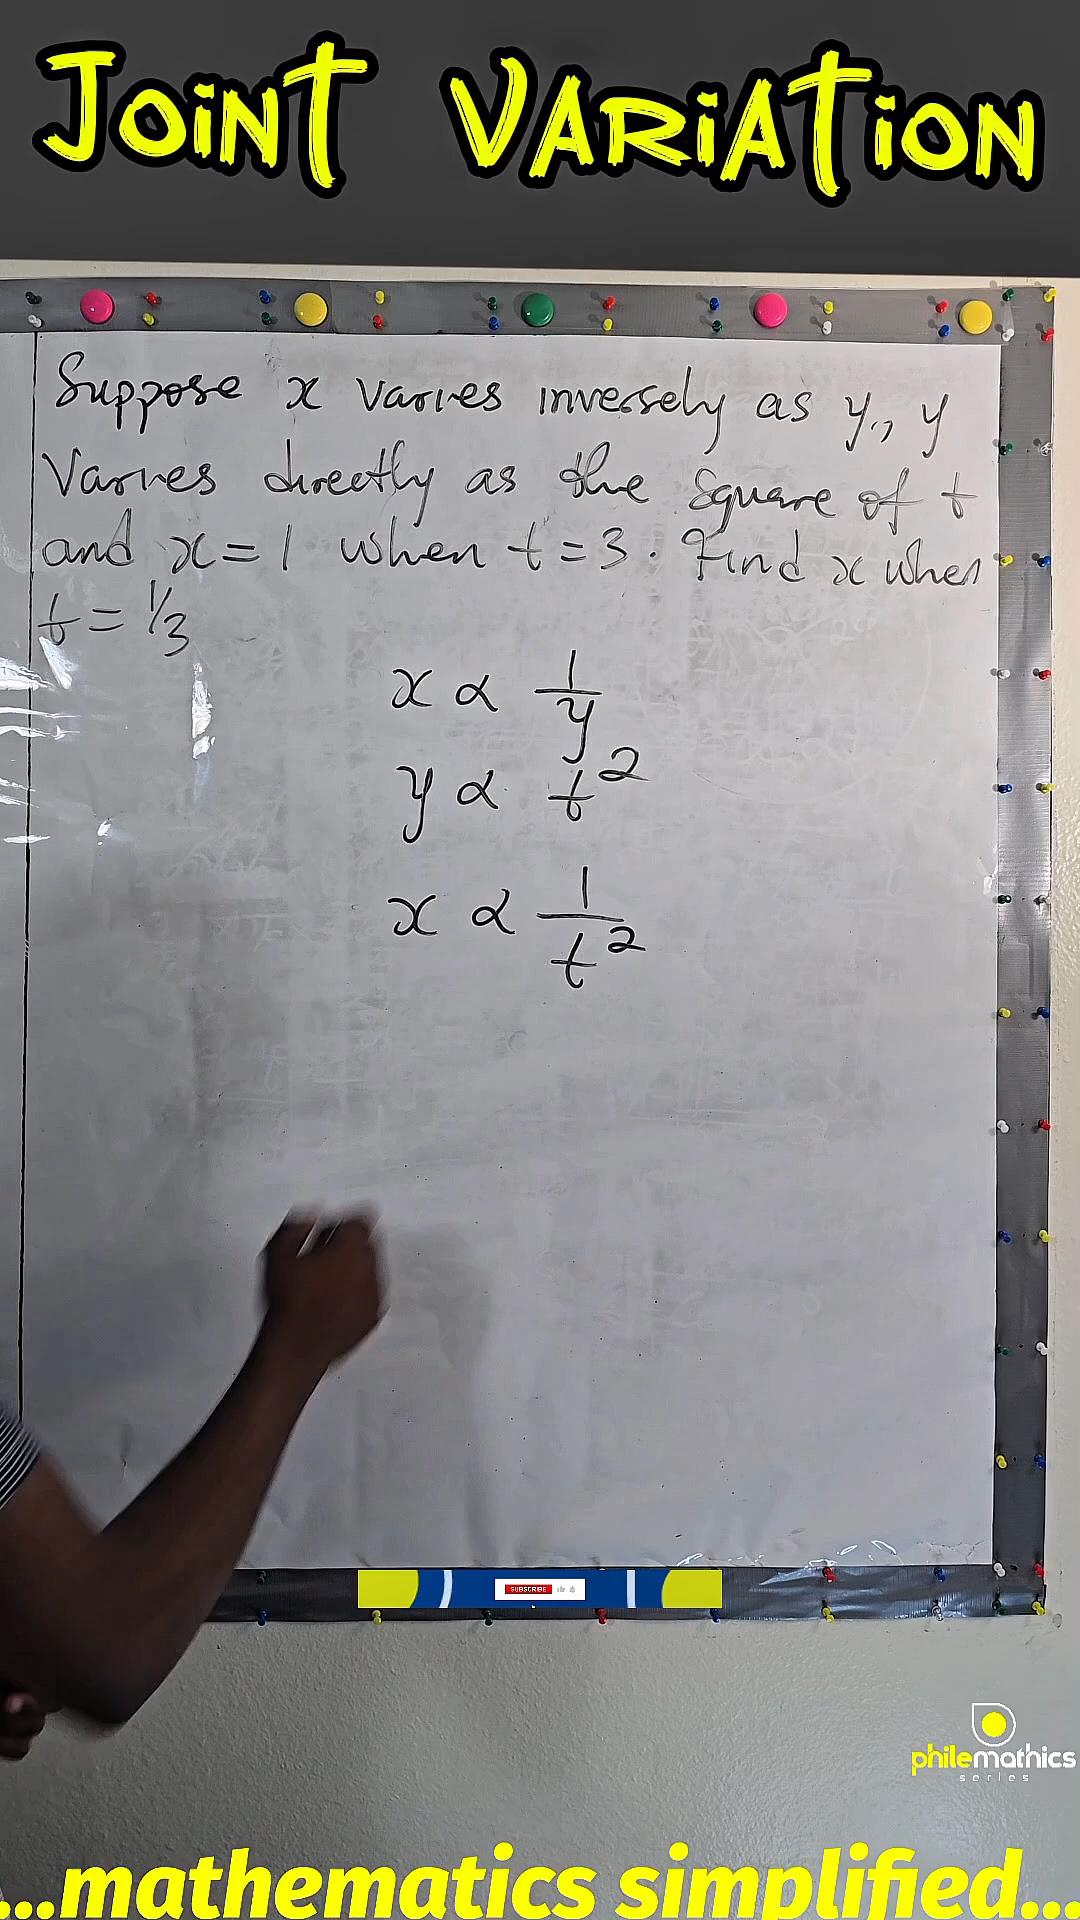 JOINT VARIATION
Suppose x varies inversely as y, y
varies directly as the square of t
and x = 1 when t = 3. Find x when
t = 1/3
x ∝ 1/y
y ∝ t²
x ∝ 1/t²
SUBSCRIBE
philemathics
series
...mathematics simplified...